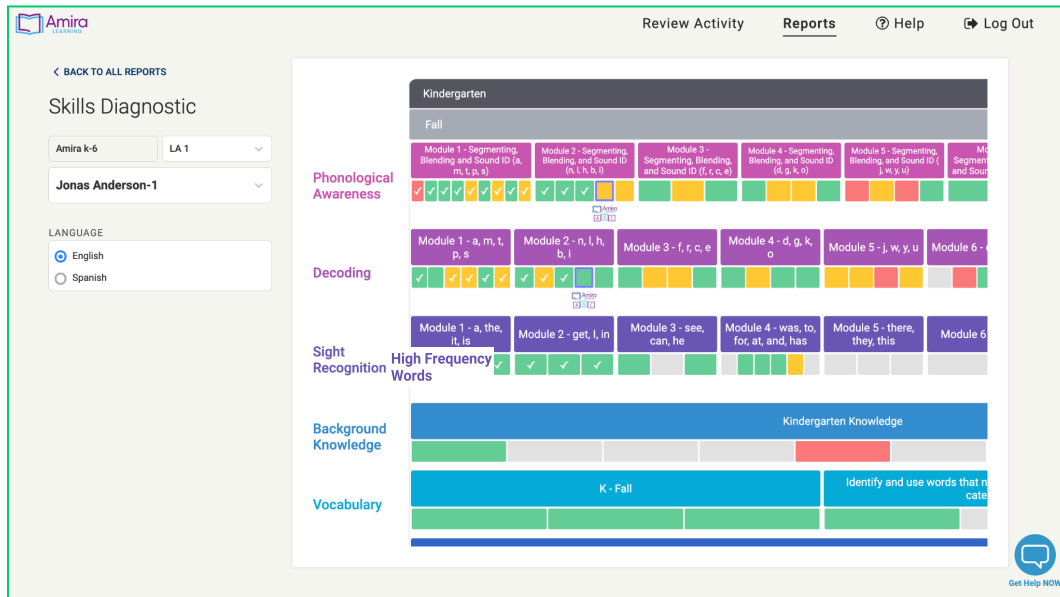 Amira
LEARNING
Review Activity
Reports
Help
Log Out
BACK TO ALL REPORTS
Skills Diagnostic
Amira k-6
LA 1
Jonas Anderson-1
LANGUAGE
English
Spanish
Kindergarten
Fall
Phonological
Awareness
Module 1 - Segmenting,
Blending and Sound ID (a,
m, t, p, s)
Module 2 - Segmenting,
Blending, and Sound ID
(n, l, h, b, i)
Module 3 -
Segmenting, Blending,
and Sound ID (f, r, c, e)
Module 4 - Segmenting,
Blending, and Sound ID
(d, g, k, o)
Module 5 - Segmenting,
Blending, and Sound ID (
j, w, y, u)
Amira
A B C
Decoding
Module 1 - a, m, t,
p, s
Module 2 - n, l, h,
b, i
Module 3 - f, r, c, e
Module 4 - d, g, k,
o
Module 5 - j, w, y, u
Module 6 -
Amira
A B C
Sight
Recognition
High Frequency
Words
Module 1 - a, the,
it, is
Module 2 - get, I, in
Module 3 - see,
can, he
Module 4 - was, to,
for, at, and, has
Module 5 - there,
they, this
Module 6
Background
Knowledge
Kindergarten Knowledge
Vocabulary
K - Fall
Identify and use words that
Get Help NOW